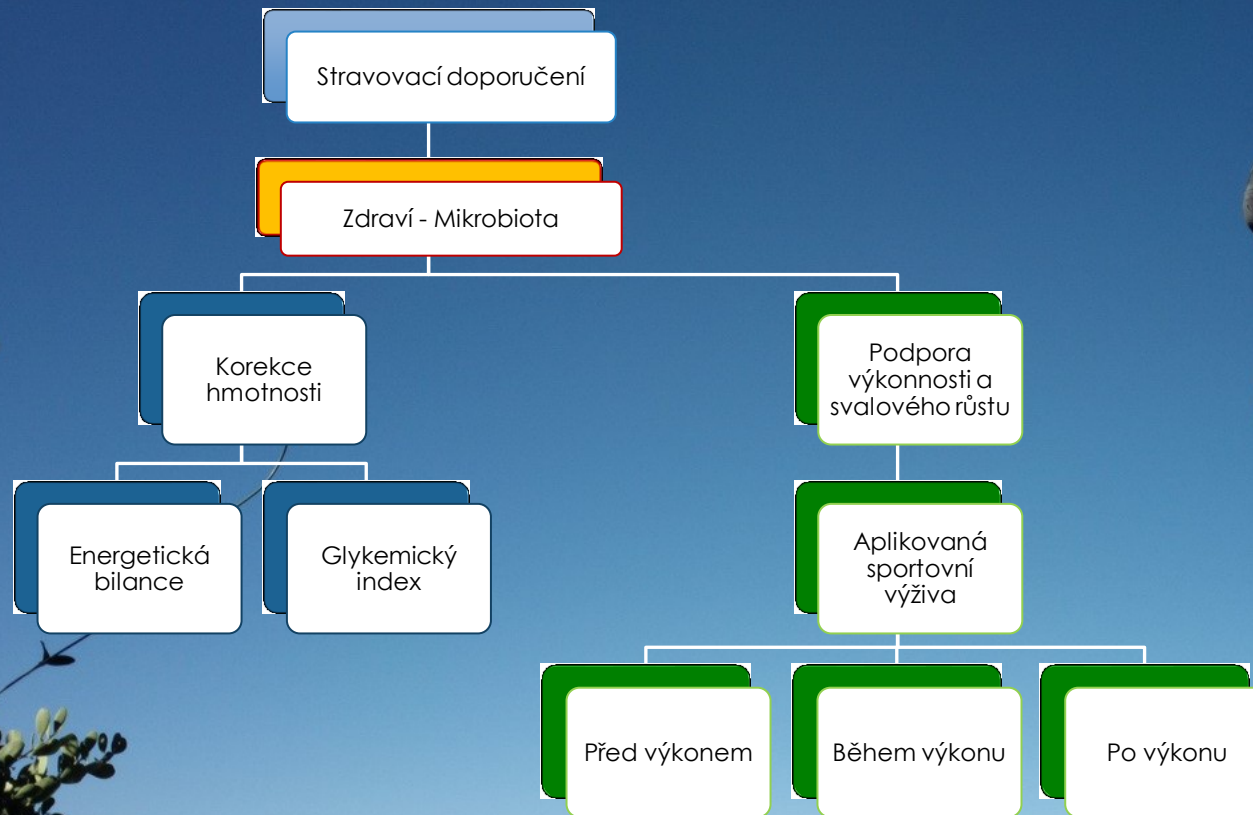 Stravovací doporučení
Zdraví - Mikrobiota
Korekce
hmotnosti
Podpora
výkonnosti a
svalového růstu
Energetická
bilance
Glykemický
index
Aplikovaná
sportovní
výživa
Před výkonem
Během výkonu
Po výkonu